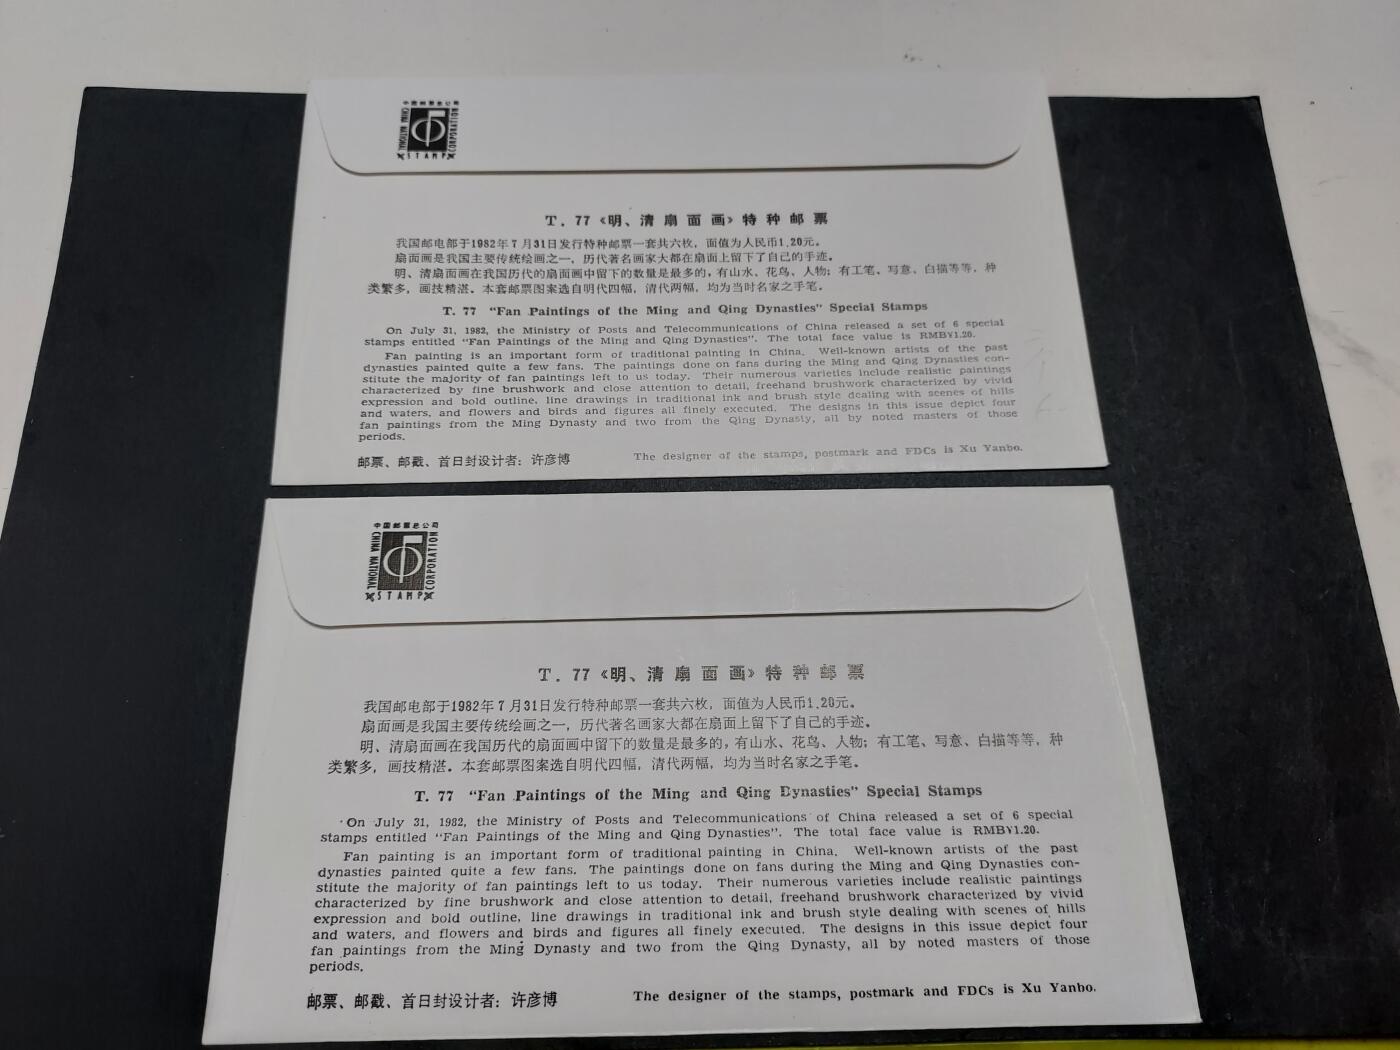 中国邮票总公司
CHINA NATIONAL
STAMP
CORPORATION
T. 77《明、清扇面画》特种邮票
我国邮电部于1982年7月31日发行特种邮票一套共六枚，面值为人民币1.20元。
扇面画是我国主要传统绘画之一，历代著名画家大都在扇面上留下了自己的手迹。
明、清扇面画在我国历代的扇面画中留下的数量是最多的，有山水、花鸟、人物；有工笔、写意、白描等等，种
类繁多，画技精湛。本套邮票图案选自明代四幅，清代两幅，均为当时名家之手笔。
T. 77 “Fan Paintings of the Ming and Qing Dynasties” Special Stamps
On July 31, 1982, the Ministry of Posts and Telecommunications of China released a set of 6 special
stamps entitled “Fan Paintings of the Ming and Qing Dynasties”. The total face value is RMB¥1.20.
Fan painting is an important form of traditional painting in China. Well-known artists of the past
dynasties painted quite a few fans. The paintings done on fans during the Ming and Qing Dynasties con-
stitute the majority of fan paintings left to us today. Their numerous varieties include realistic paintings
characterized by fine brushwork and close attention to detail, freehand brushwork characterized by vivid
expression and bold outline, line drawings in traditional ink and brush style dealing with scenes of hills
and waters, and flowers and birds and figures all finely executed. The designs in this issue depict four
fan paintings from the Ming Dynasty and two from the Qing Dynasty, all by noted masters of those
periods.
邮票、邮戳、首日封设计者：许彦博
The designer of the stamps, postmark and FDCs is Xu Yanbo.
中国邮票总公司
CHINA NATIONAL
STAMP
CORPORATION
T. 77《明、清扇面画》特种邮票
我国邮电部于1982年7月31日发行特种邮票一套共六枚，面值为人民币1.20元。
扇面画是我国主要传统绘画之一，历代著名画家大都在扇面上留下了自己的手迹。
明、清扇面画在我国历代的扇面画中留下的数量是最多的，有山水、花鸟、人物；有工笔、写意、白描等等，种
类繁多，画技精湛。本套邮票图案选自明代四幅，清代两幅，均为当时名家之手笔。
T. 77 “Fan Paintings of the Ming and Qing Dynasties” Special Stamps
On July 31, 1982, the Ministry of Posts and Telecommunications of China released a set of 6 special
stamps entitled “Fan Paintings of the Ming and Qing Dynasties”. The total face value is RMB¥1.20.
Fan painting is an important form of traditional painting in China. Well-known artists of the past
dynasties painted quite a few fans. The paintings done on fans during the Ming and Qing Dynasties con-
stitute the majority of fan paintings left to us today. Their numerous varieties include realistic paintings
characterized by fine brushwork and close attention to detail, freehand brushwork characterized by vivid
expression and bold outline, line drawings in traditional ink and brush style dealing with scenes of hills
and waters, and flowers and birds and figures all finely executed. The designs in this issue depict four
fan paintings from the Ming Dynasty and two from the Qing Dynasty, all by noted masters of those
periods.
邮票、邮戳、首日封设计者：许彦博
The designer of the stamps, postmark and FDCs is Xu Yanbo.